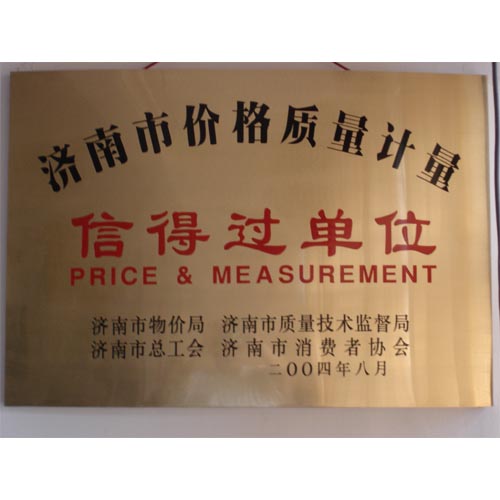 济南市价格质量计量
信得过单位
PRICE & MEASUREMENT
济南市物价局 济南市质量技术监督局
济南市总工会 济南市消费者协会
二〇〇四年八月